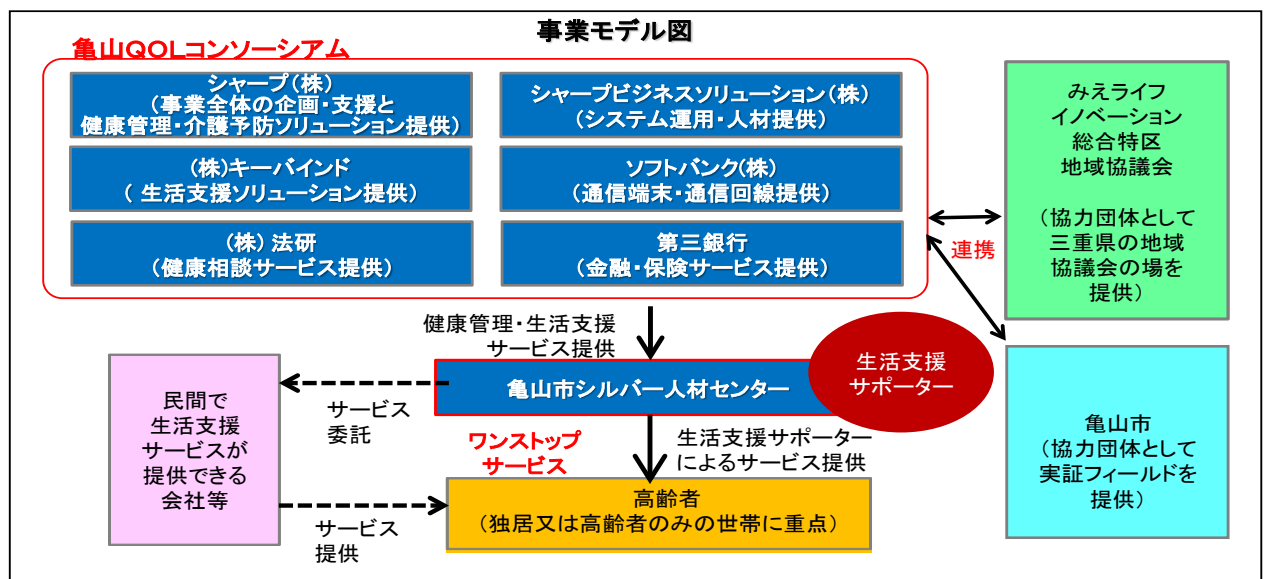 事業モデル図
亀山QOLコンソーシアム
シャープ(株)
(事業全体の企画・支援と
健康管理・介護予防ソリューション提供)
シャープビジネスソリューション(株)
(システム運用・人材提供)
(株)キーバインド
( 生活支援ソリューション提供)
ソフトバンク(株)
(通信端末・通信回線提供)
(株) 法研
(健康相談サービス提供)
第三銀行
(金融・保険サービス提供)
みえライフ
イノベーション
総合特区
地域協議会
(協力団体として
三重県の地域
協議会の場を
提供)
連携
健康管理・生活支援
サービス提供
亀山市シルバー人材センター
生活支援
サポーター
民間で
生活支援
サービスが
提供できる
会社等
サービス
委託
ワンストップ
サービス
生活支援サポーター
によるサービス提供
亀山市
(協力団体として
実証フィールドを
提供)
サービス
提供
高齢者
(独居又は高齢者のみの世帯に重点)